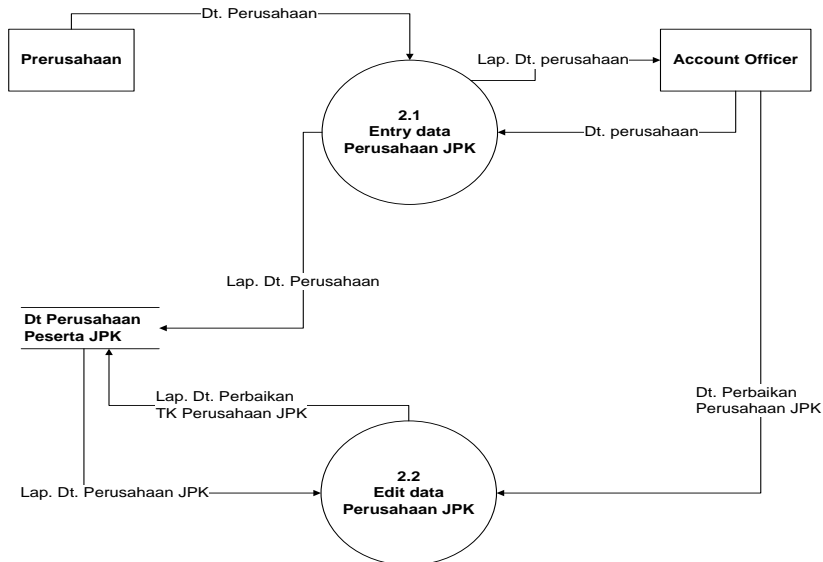 Dt. Perusahaan
Prerusahaan
Lap. Dt. perusahaan
Account Officer
2.1
Entry data
Perusahaan JPK
Dt. perusahaan
Lap. Dt. Perusahaan
Dt Perusahaan
Peserta JPK
Lap. Dt. Perbaikan
TK Perusahaan JPK
Dt. Perbaikan
Perusahaan JPK
2.2
Edit data
Perusahaan JPK
Lap. Dt. Perusahaan JPK